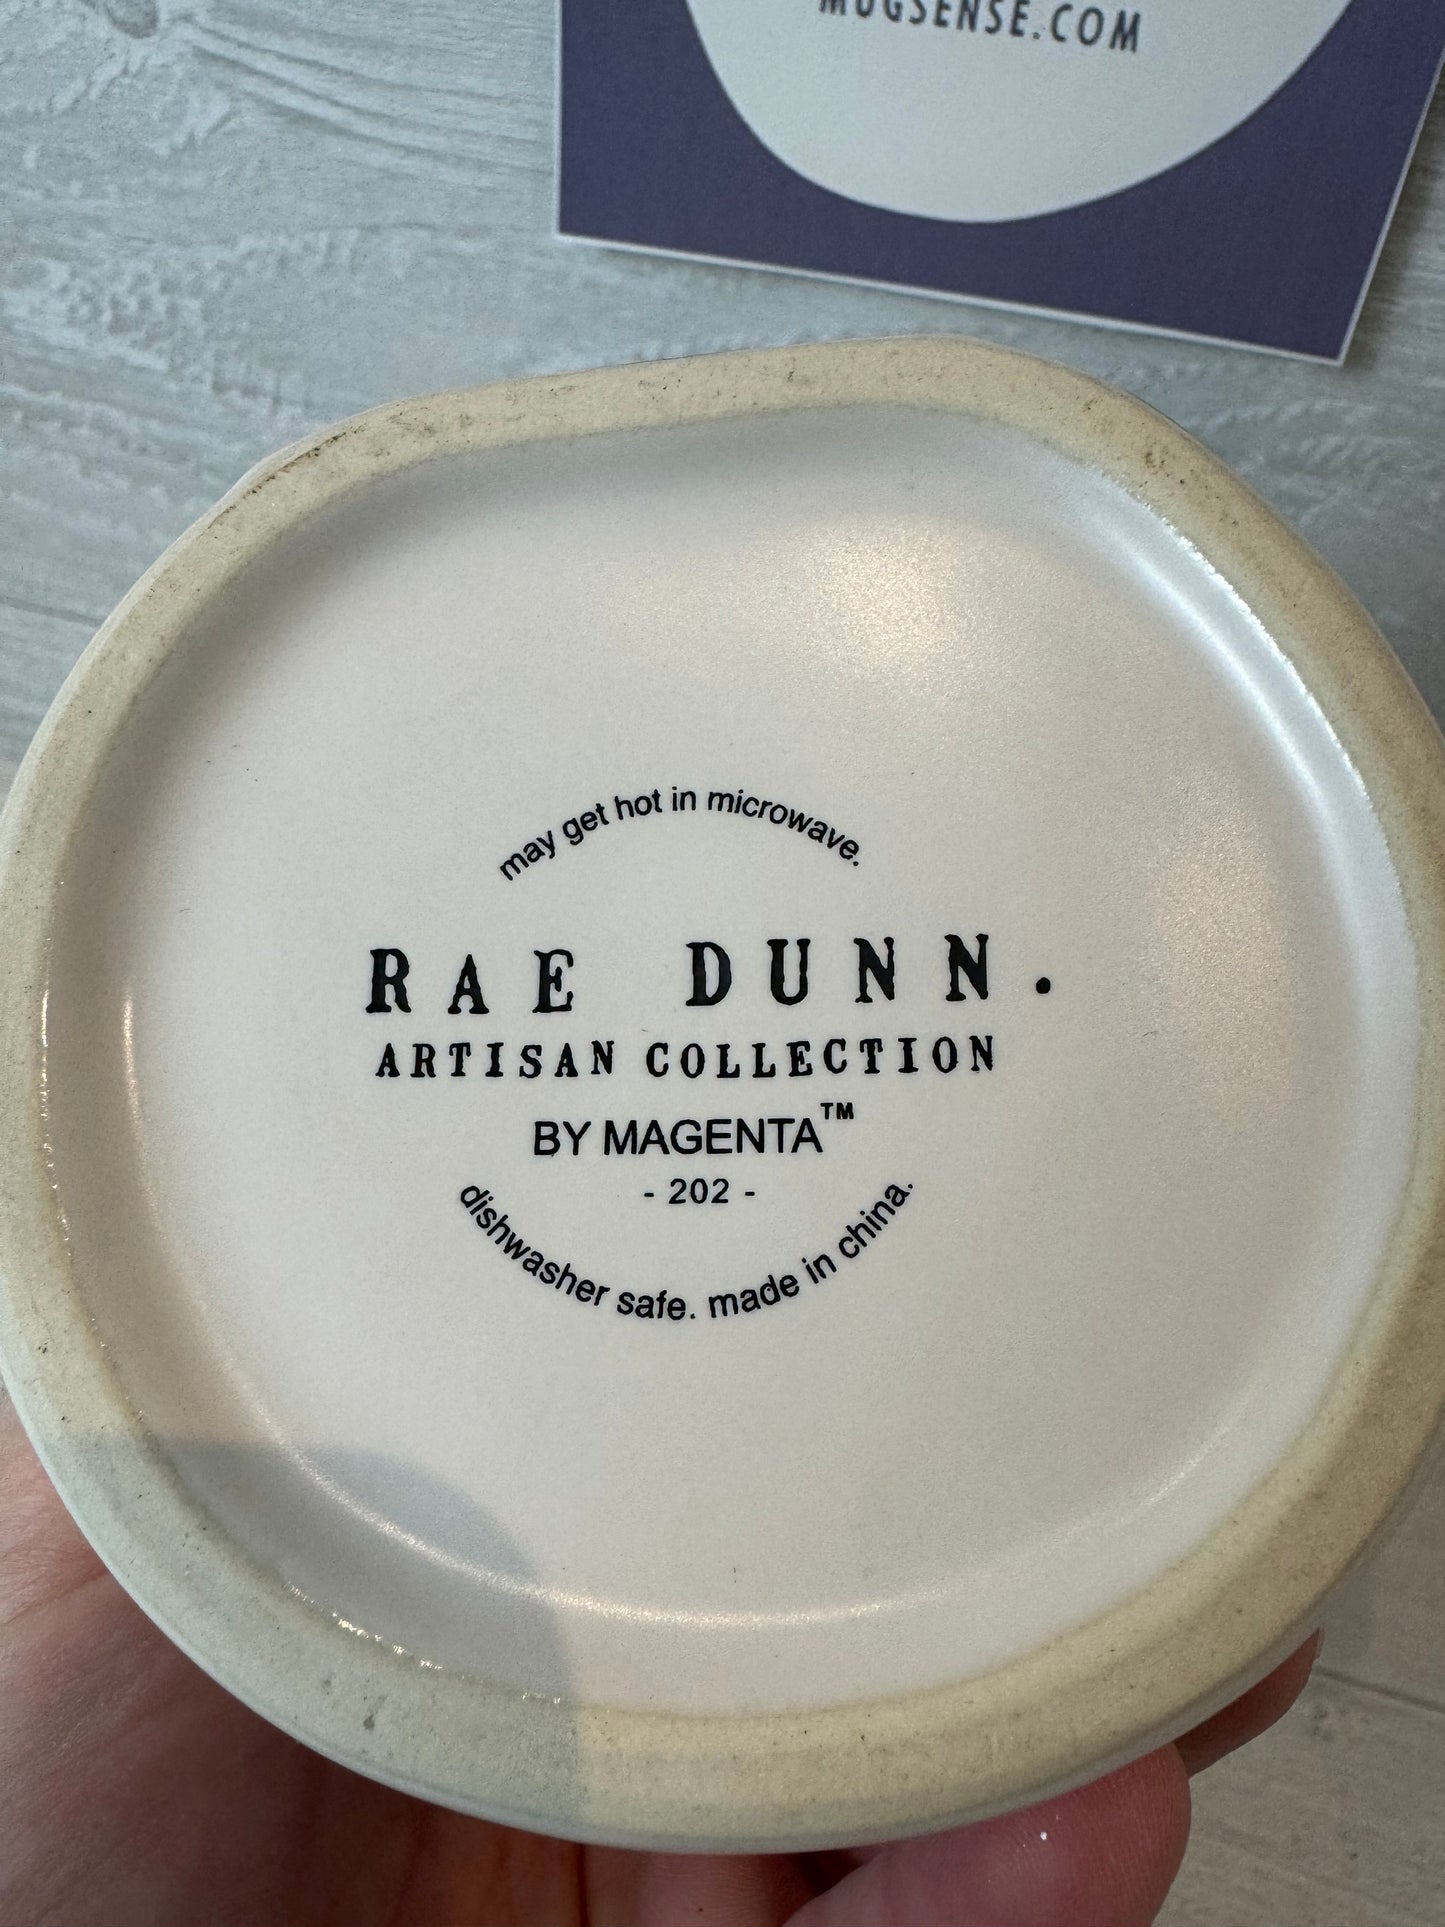 MUGSENSE.COM
may get hot in microwave.
RAE DUNN.
ARTISAN COLLECTION
BY MAGENTA™
- 202 -
dishwasher safe. made in china.